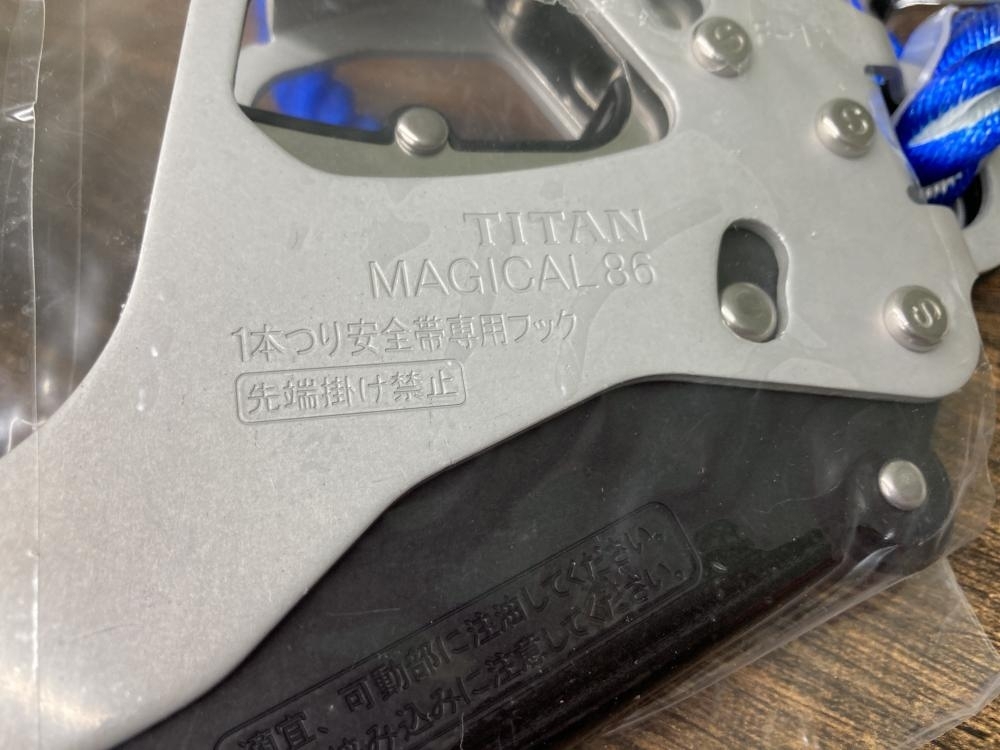 TITAN
MAGICAL 86
1本つり安全帯専用フック
先端掛け禁止
適宜、可動部に注油してください。
挟み込みに注意してください。
S
S
S